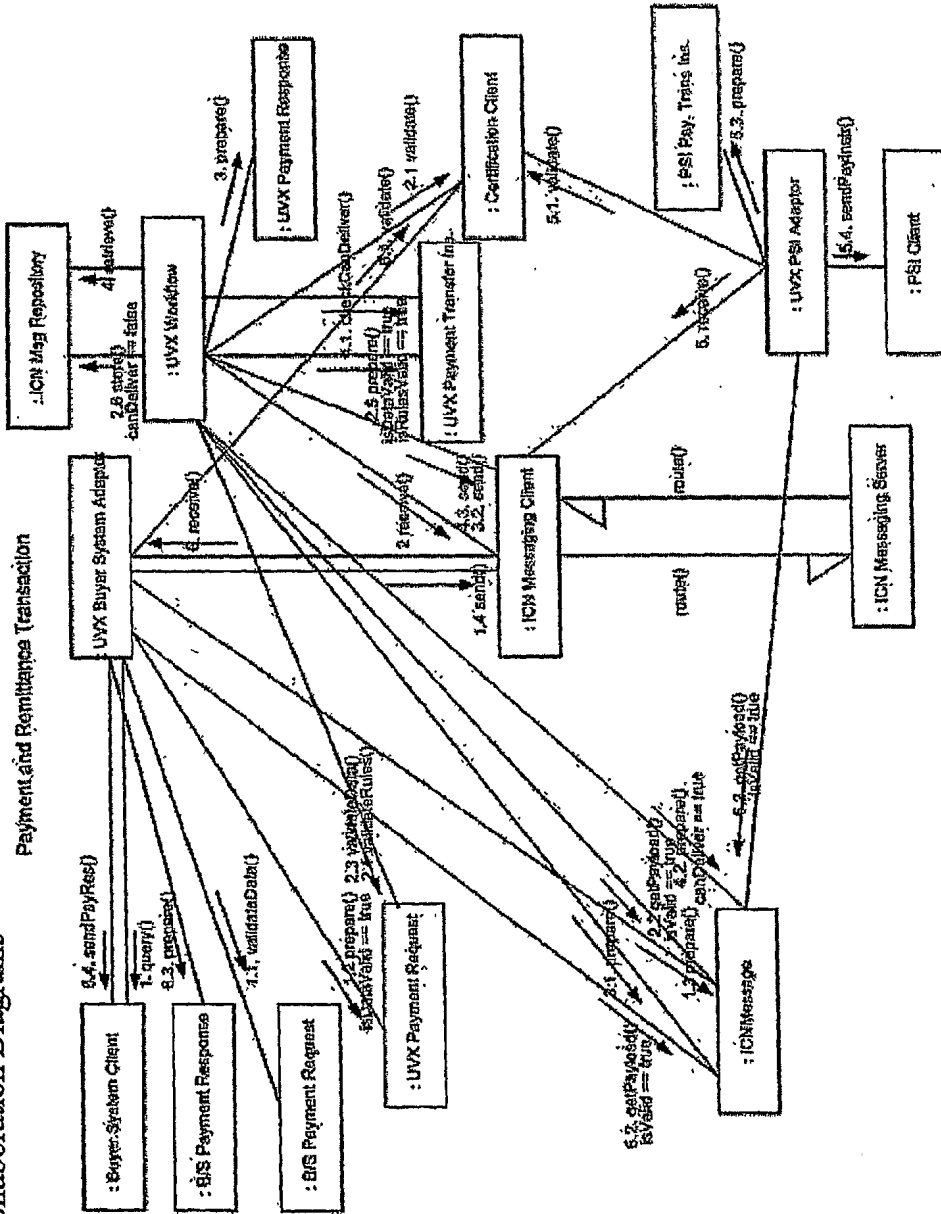 Payment and Remittance Transaction
: Buyer System Client
: B/S Payment Response
: B/S Payment Request
: UVX Payment Request
: ICNMessage
: UVX Buyer System Adaptor
: ICN Messaging Client
: ICN Messaging Server
: ICN Msg Repository
: UVX Workflow
: UVX Payment Response
: UVX Payment Transfer Ins.
: Certification Client
: PSI Pay. Trans Ins.
: UVX PSI Adaptor
: PSI Client
6.4. sendPayRes()
1. query()
6.3. prepare()
1.1. validateData()
1.2 prepare()
isDataValid == true
2.3 validateData()
2.4 validateRules()
6.2. getPayload()
isValid == true
3.1. prepare()
1.3 prepare()
2.2. getPayload()
isValid == true
4.2. prepare()
canDeliver == true
5.2. getPayload()
isValid == true
6. receive()
1.4 send()
2 receive()
4.3. send()
3.2. send()
route()
route()
2.6 store()
canDeliver == false
4. retrieve()
3. prepare()
4.1. checkCanDeliver()
6.1. validate()
2.1 validate()
2.5 prepare()
isDataValid == true
isRulesValid == true
5.1. validate()
5. receive()
5.3. prepare()
5.4. sendPayInstr()